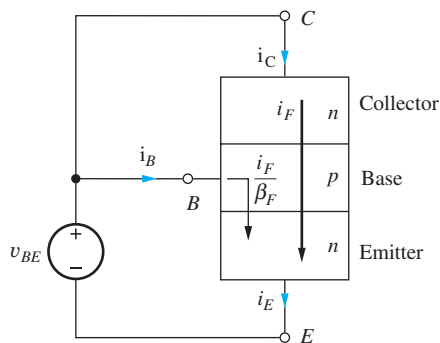 C
i_C
i_F n Collector
i_B
i_F/β_F p Base
B
+
v_BE
−
n Emitter
i_E
E